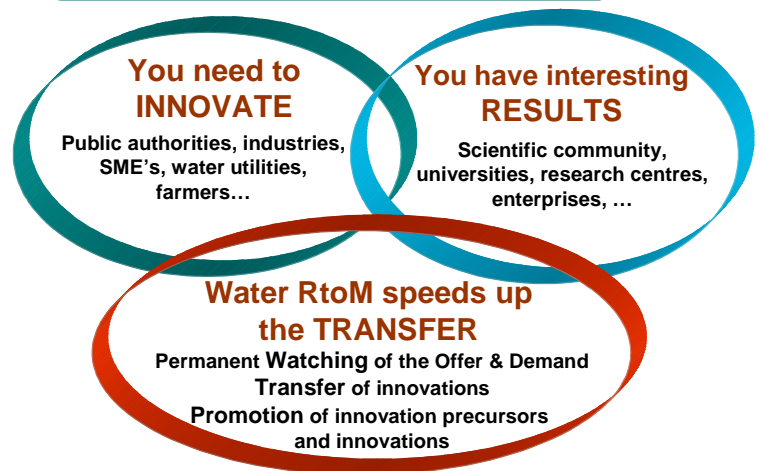 You need to
INNOVATE
Public authorities, industries,
SME's, water utilities,
farmers…
You have interesting
RESULTS
Scientific community,
universities, research centres,
enterprises, …
Water RtoM speeds up
the TRANSFER
Permanent Watching of the Offer & Demand
Transfer of innovations
Promotion of innovation precursors
and innovations